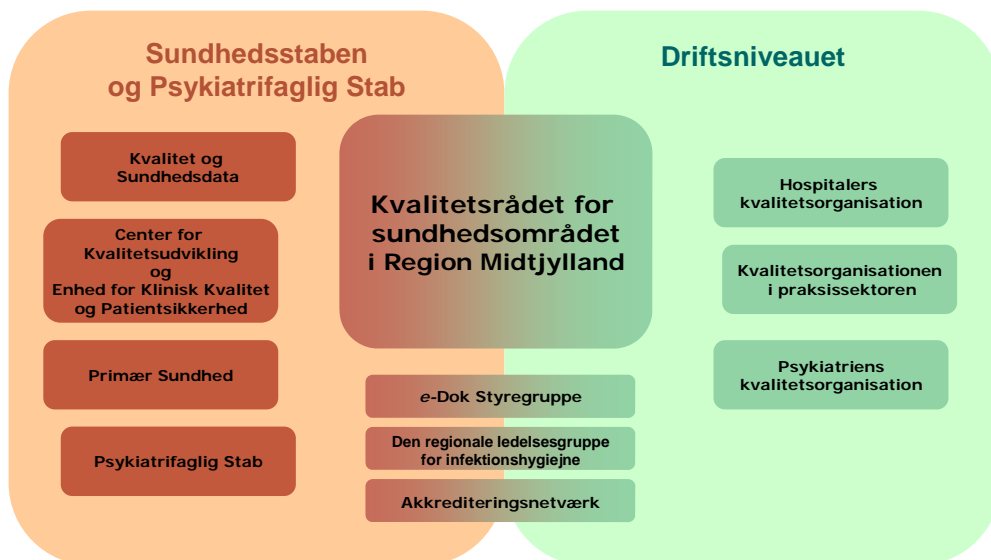 Sundhedsstaben
og Psykiatrifaglig Stab
Kvalitet og
Sundhedsdata
Center for
Kvalitetsudvikling
og
Enhed for Klinisk Kvalitet
og Patientsikkerhed
Primær Sundhed
Psykiatrifaglig Stab
Kvalitetsrådet for
sundhedsområdet
i Region Midtjylland
e-Dok Styregruppe
Den regionale ledelsesgruppe
for infektionshygiejne
Akkrediteringsnetværk
Driftsniveauet
Hospitalers
kvalitetsorganisation
Kvalitetsorganisationen
i praksissektoren
Psykiatriens
kvalitetsorganisation